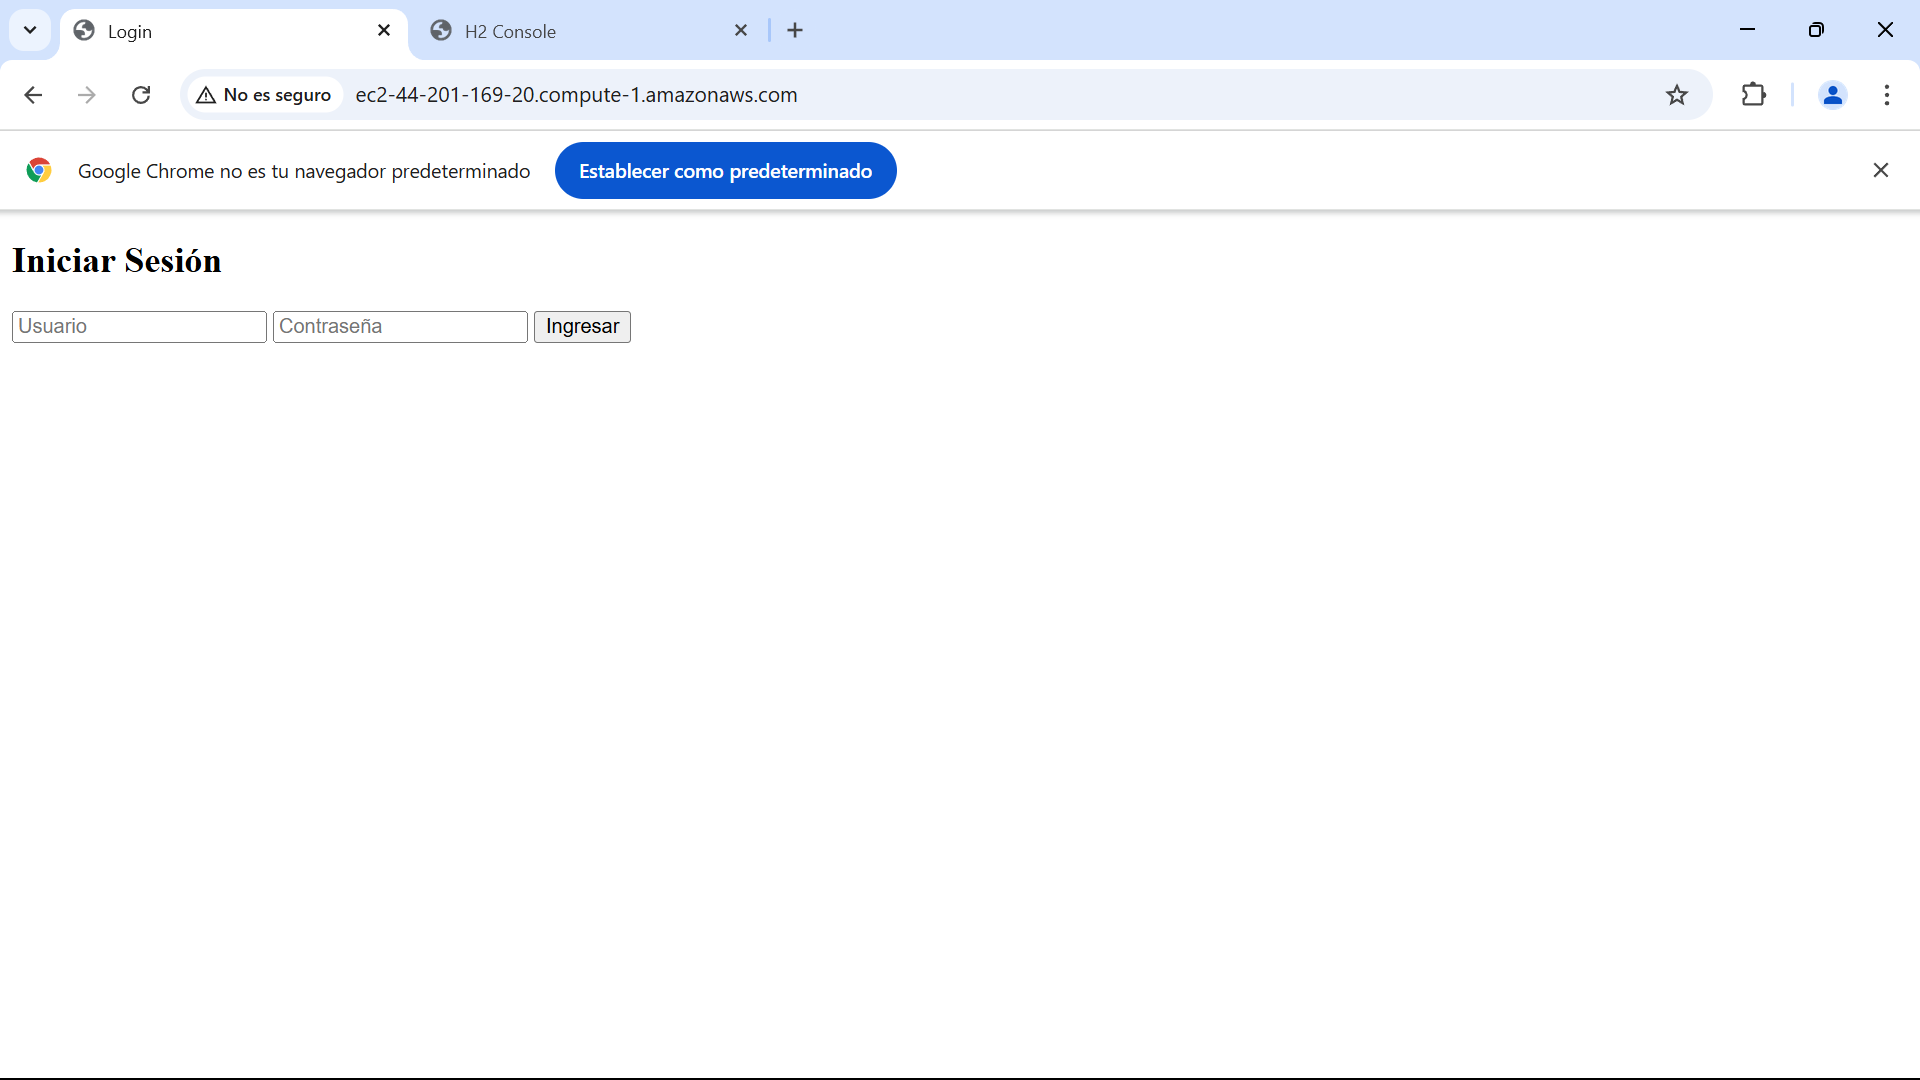 Login
H2 Console
No es seguro
ec2-44-201-169-20.compute-1.amazonaws.com
Google Chrome no es tu navegador predeterminado
Establecer como predeterminado
Iniciar Sesión
Usuario
Contraseña
Ingresar